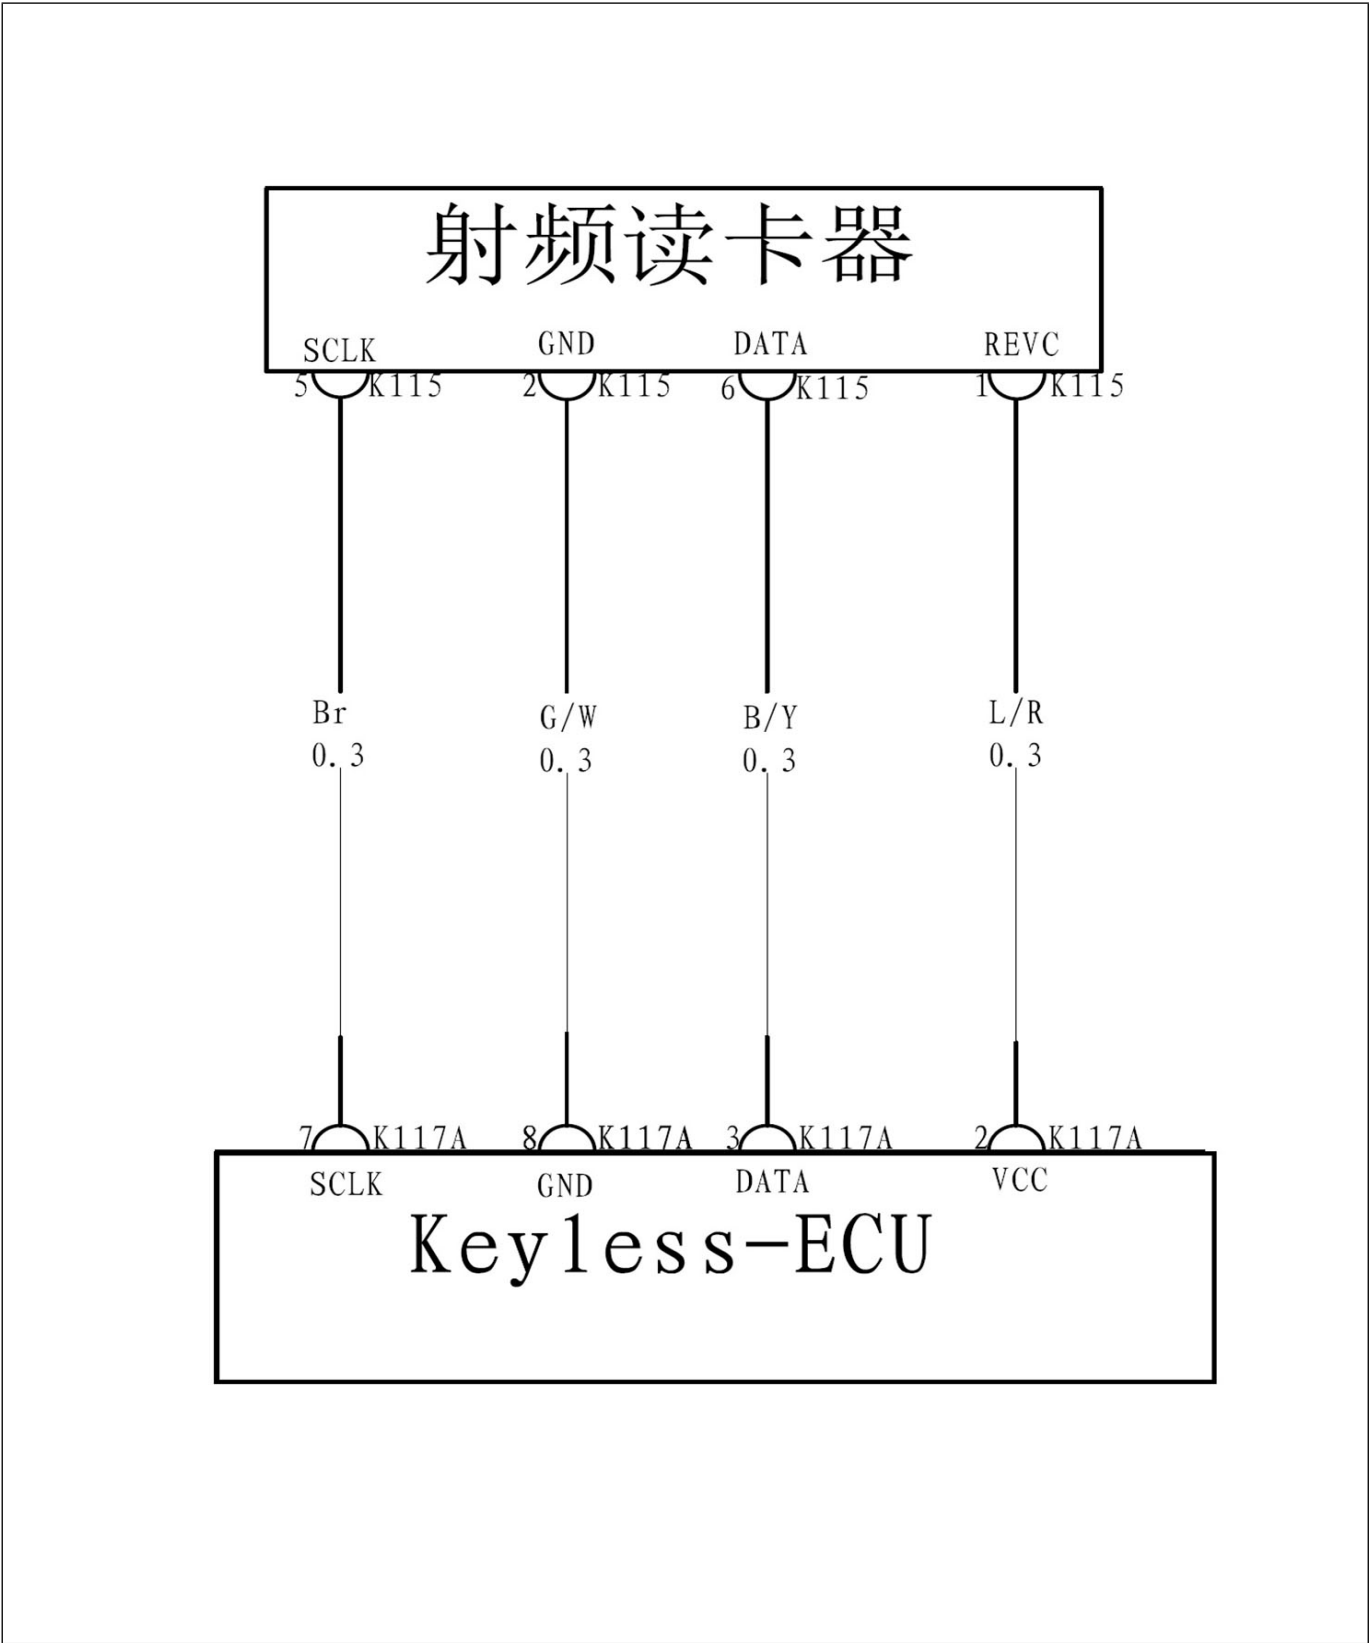 射频读卡器
SCLK GND DATA REVC
5 K115 2 K115 6 K115 1 K115
Br G/W B/Y L/R
0.3 0.3 0.3 0.3
7 K117A 8 K117A 3 K117A 2 K117A
SCLK GND DATA VCC
Keyless-ECU